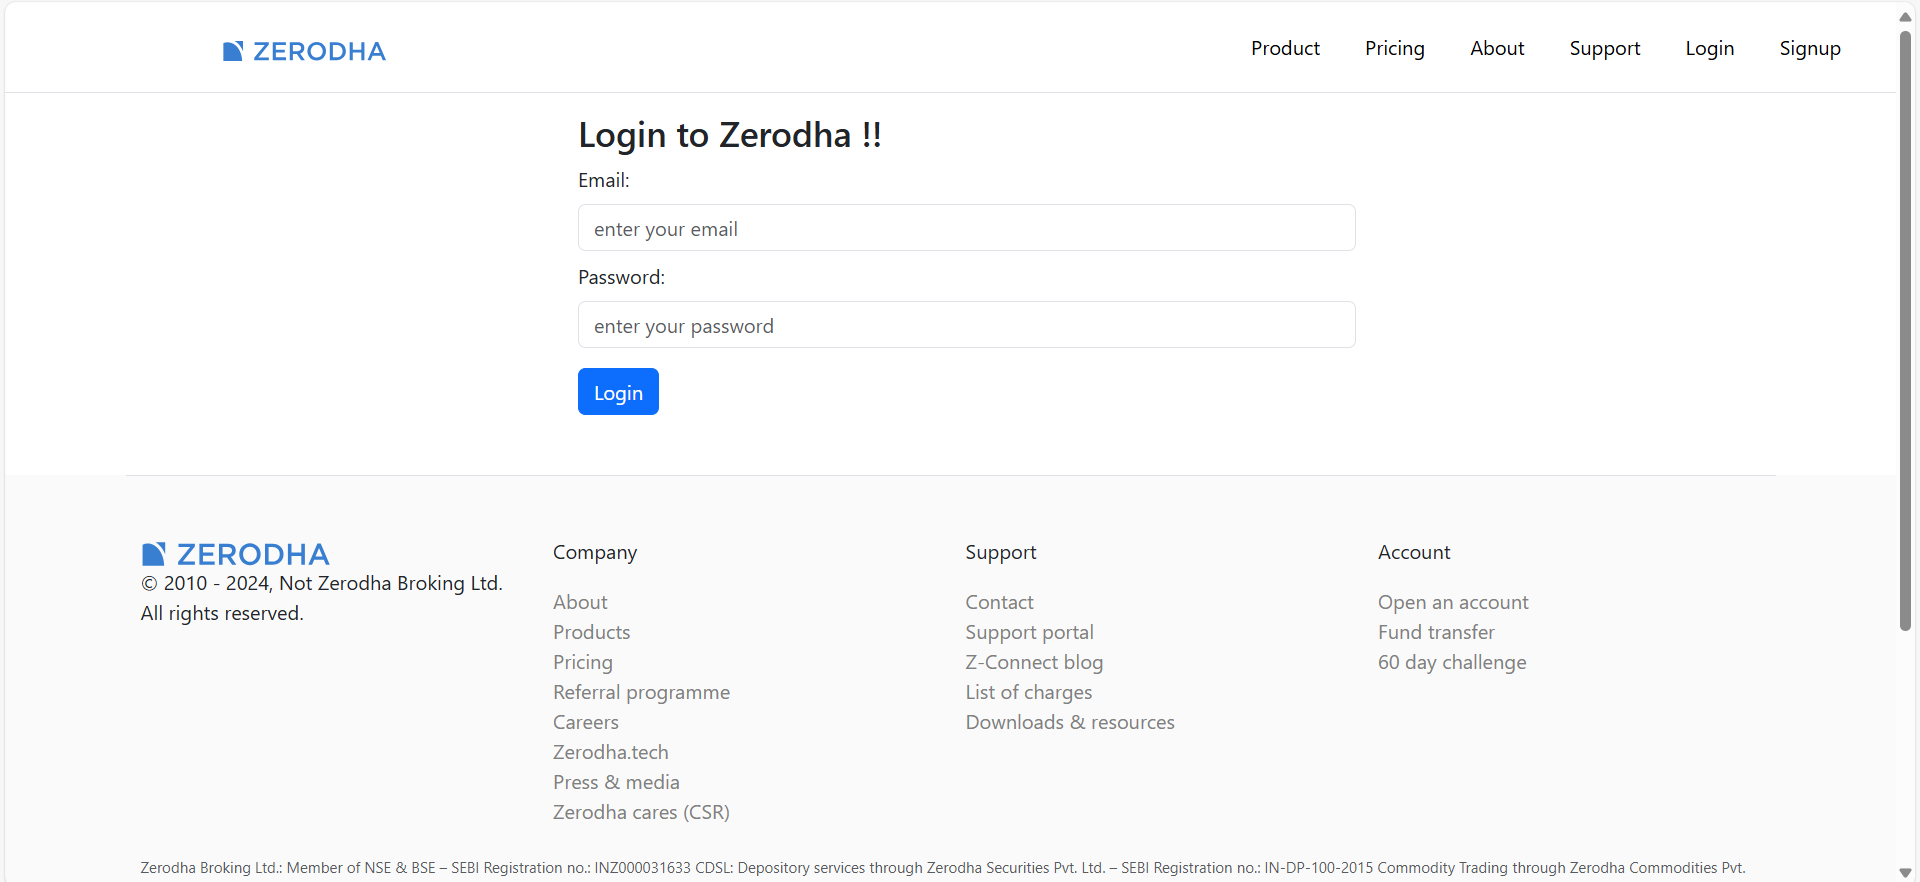 ZERODHA
Product Pricing About Support Login Signup
Login to Zerodha !!
Email:
enter your email
Password:
enter your password
Login
ZERODHA
© 2010 - 2024, Not Zerodha Broking Ltd.
All rights reserved.
Company
About
Products
Pricing
Referral programme
Careers
Zerodha.tech
Press & media
Zerodha cares (CSR)
Support
Contact
Support portal
Z-Connect blog
List of charges
Downloads & resources
Account
Open an account
Fund transfer
60 day challenge
Zerodha Broking Ltd.: Member of NSE & BSE – SEBI Registration no.: INZ000031633 CDSL: Depository services through Zerodha Securities Pvt. Ltd. – SEBI Registration no.: IN-DP-100-2015 Commodity Trading through Zerodha Commodities Pvt.